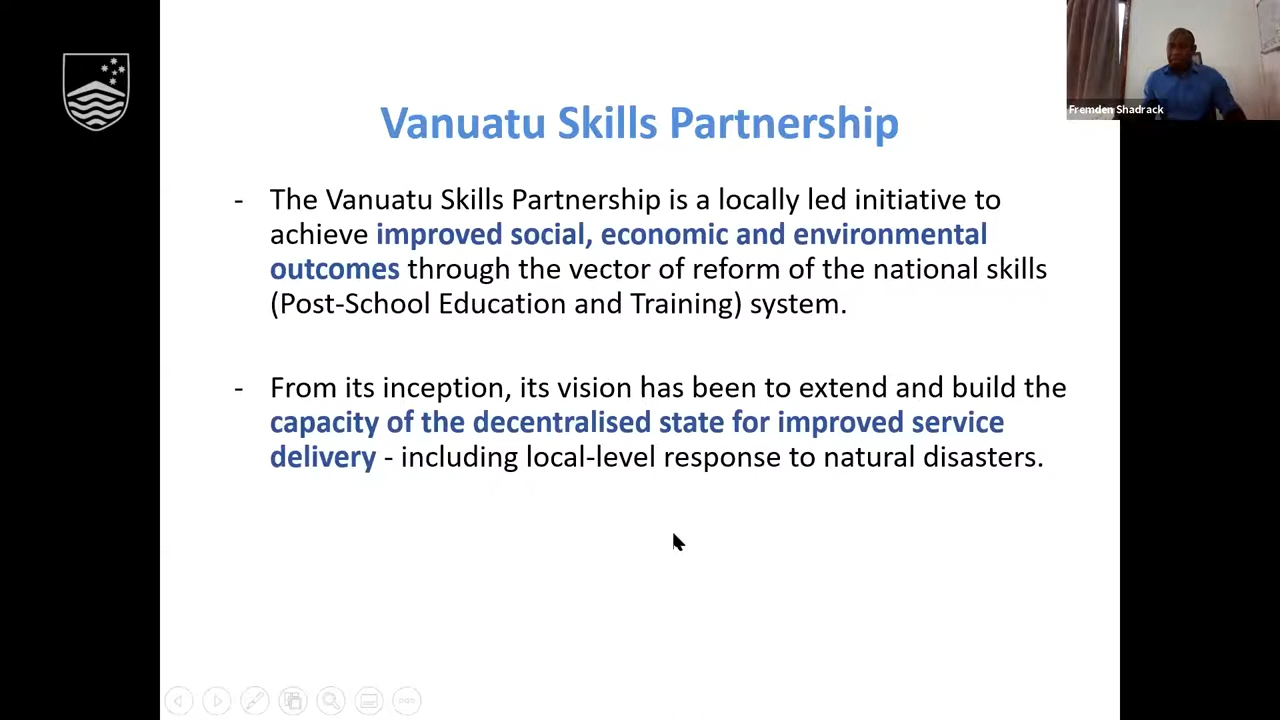 Fremden Shadrack
Vanuatu Skills Partnership
- The Vanuatu Skills Partnership is a locally led initiative to
achieve improved social, economic and environmental
outcomes through the vector of reform of the national skills
(Post-School Education and Training) system.
- From its inception, its vision has been to extend and build the
capacity of the decentralised state for improved service
delivery - including local-level response to natural disasters.